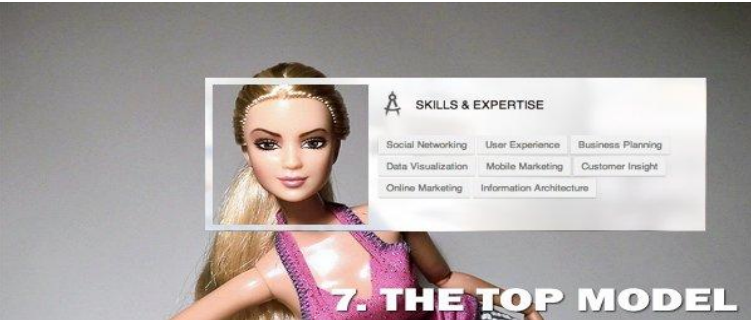 SKILLS & EXPERTISE
Social Networking User Experience Business Planning
Data Visualization Mobile Marketing Customer Insight
Online Marketing Information Architecture
7. THE TOP MODEL